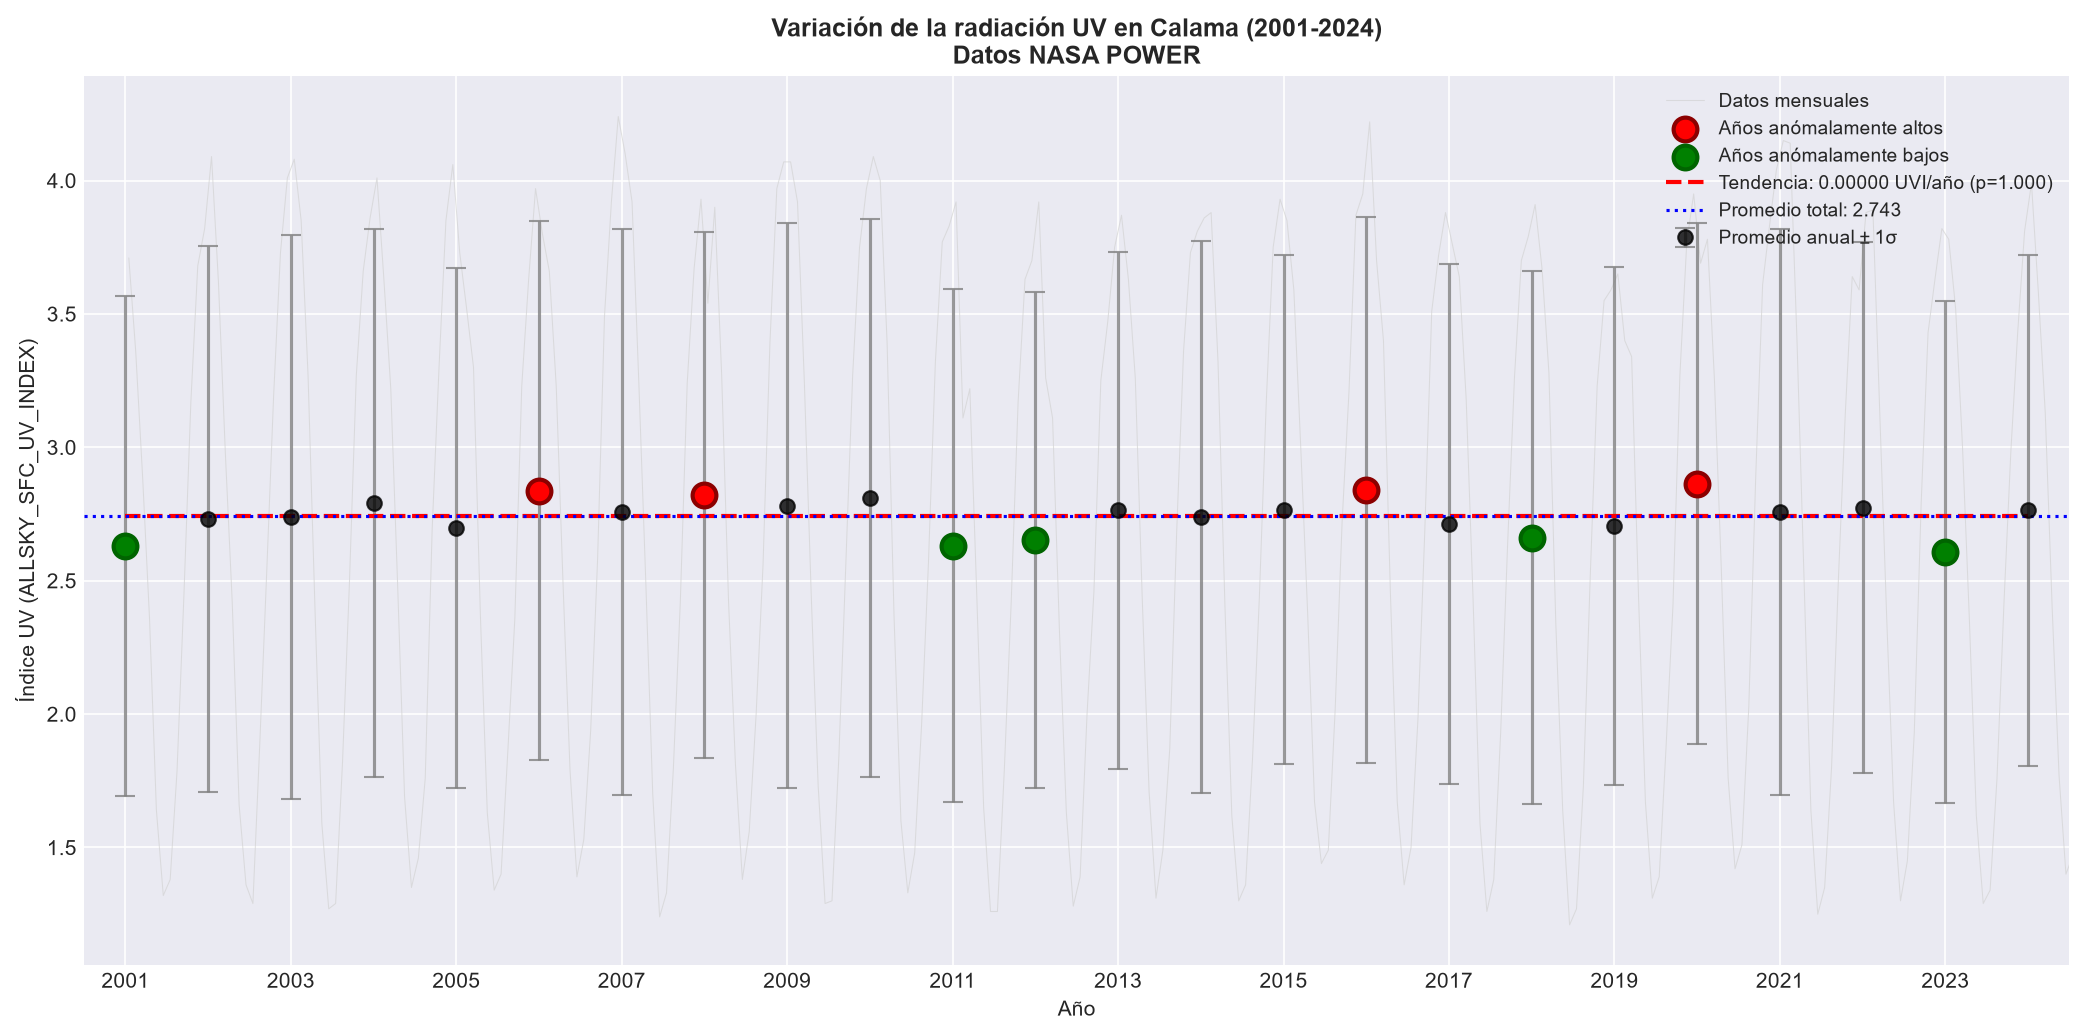 Variación de la radiación UV en Calama (2001-2024)
Datos NASA POWER
Datos mensuales
Años anómalamente altos
Años anómalamente bajos
Tendencia: 0.00000 UVI/año (p=1.000)
Promedio total: 2.743
Promedio anual ± 1σ
Índice UV (ALLSKY_SFC_UV_INDEX)
4.0
3.5
3.0
2.5
2.0
1.5
2001 2003 2005 2007 2009 2011 2013 2015 2017 2019 2021 2023
Año